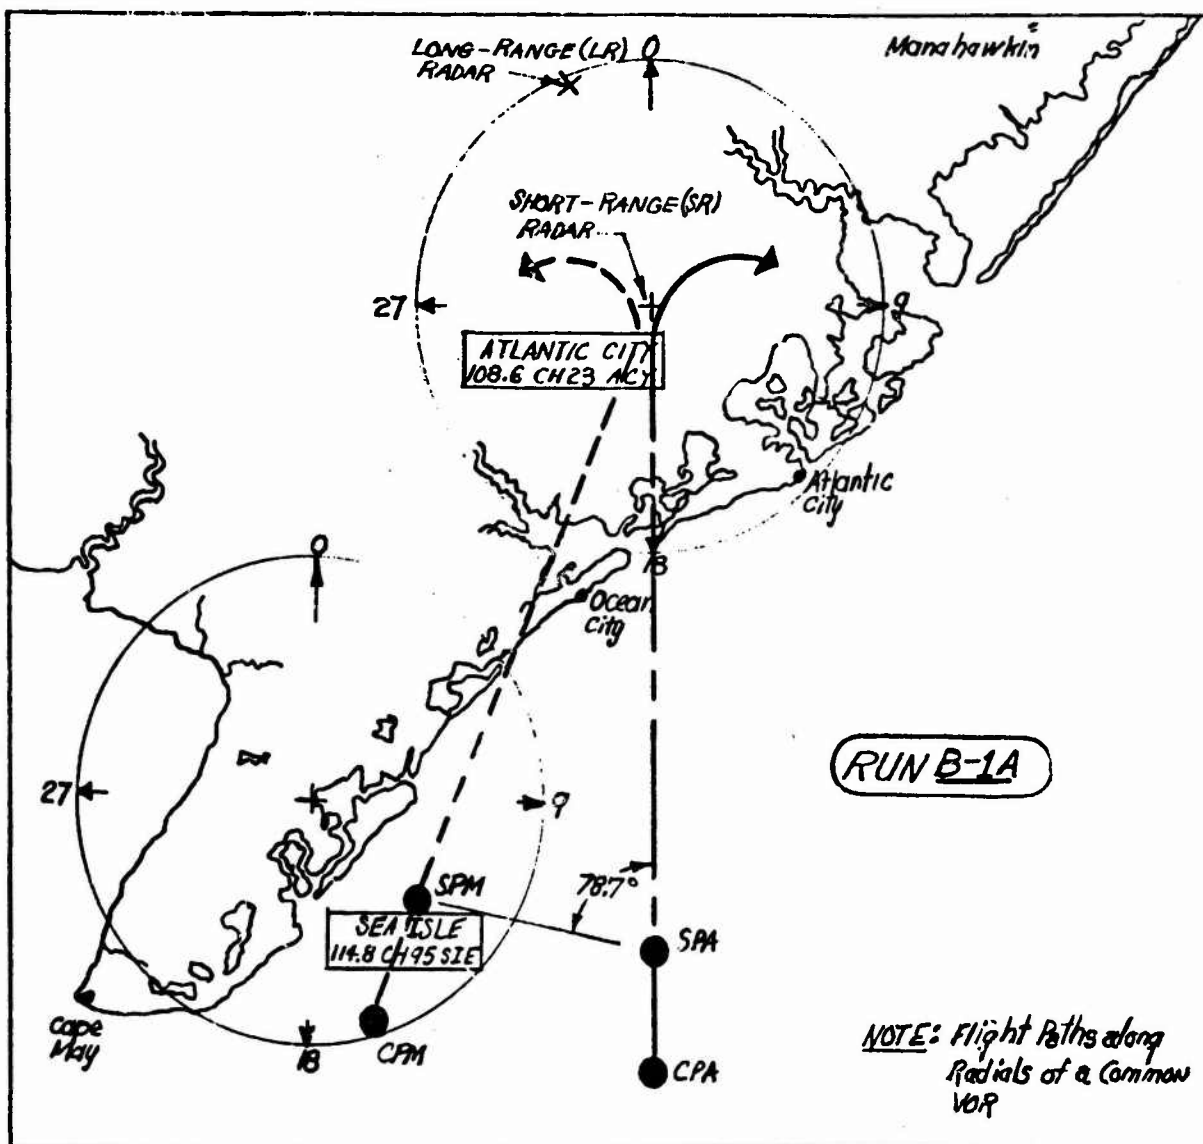 LONG-RANGE (LR)
RADAR
0
Manahawkin
SHORT-RANGE (SR)
RADAR
27
9
ATLANTIC CITY
108.6 CH23 ACY
Atlantic
City
18
0
Ocean
City
RUN B-1A
27
9
78.7°
SPM
SEA ISLE
114.8 CH95 SIE
SPA
Cape
May
18
CPM
CPA
NOTE: Flight Paths along
Radials of a Common
VOR